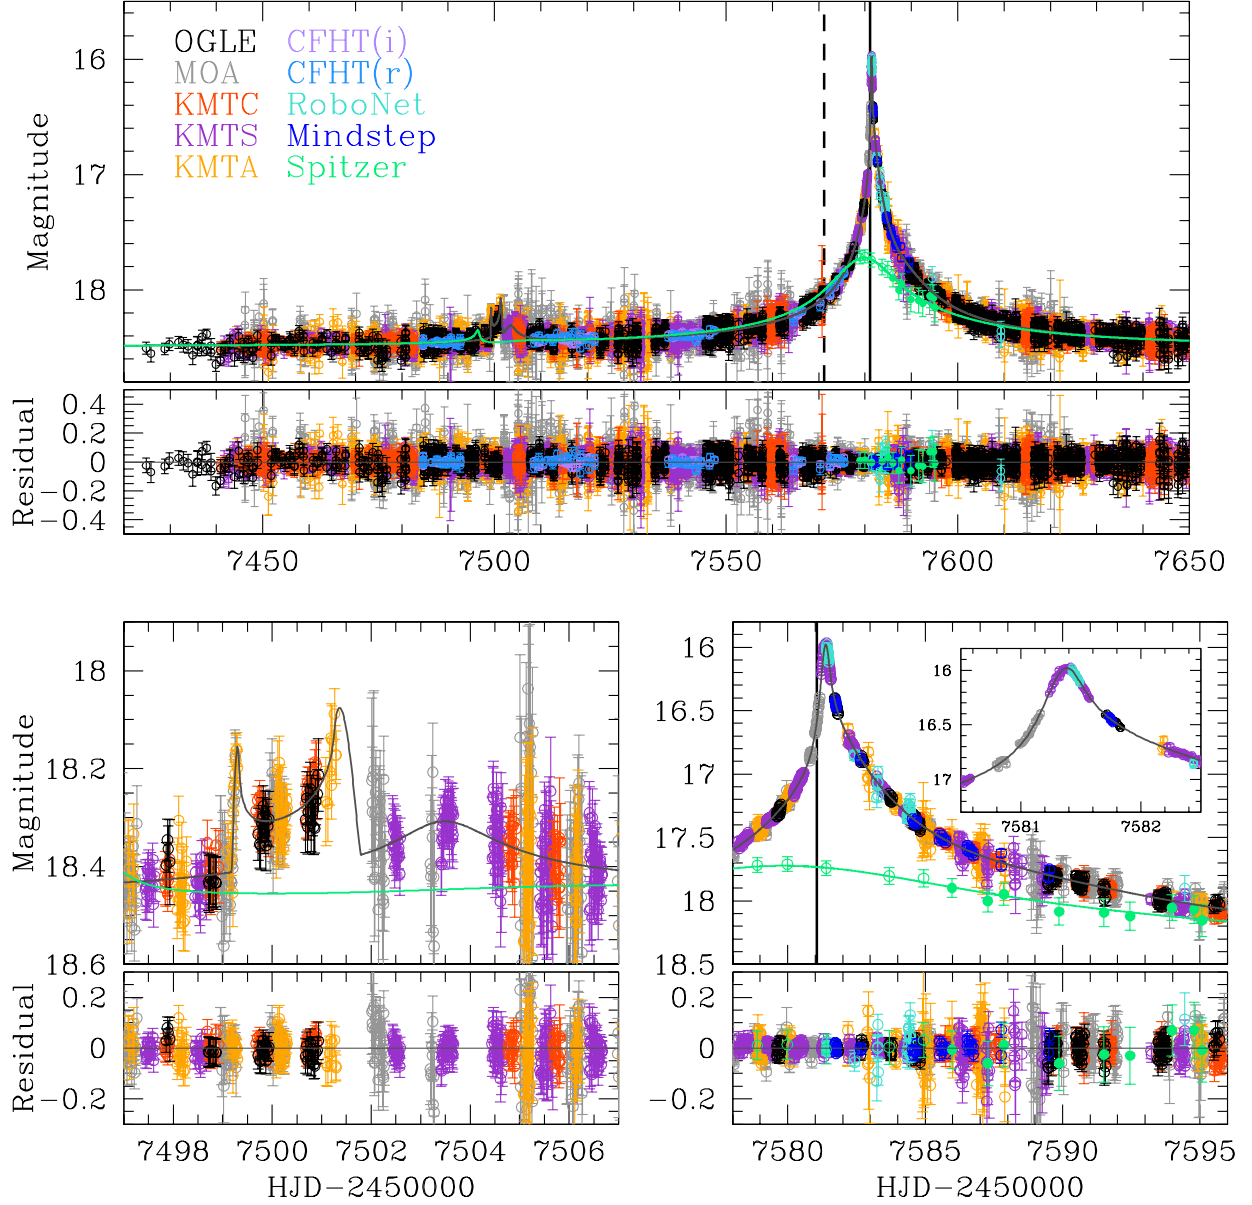 OGLE CFHT(i)
MOA CFHT(r)
KMTC RoboNet
KMTS Mindstep
KMTA Spitzer
Magnitude
16
17
18
Residual
0.4
0.2
0
−0.2
−0.4
7450 7500 7550 7600 7650
Magnitude
18
18.2
18.4
18.6
Residual
0.2
0
−0.2
7498 7500 7502 7504 7506
HJD−2450000
16
16.5
17
17.5
18
18.5
16
16.5
17
7581 7582
0.2
0
−0.2
7580 7585 7590 7595
HJD−2450000